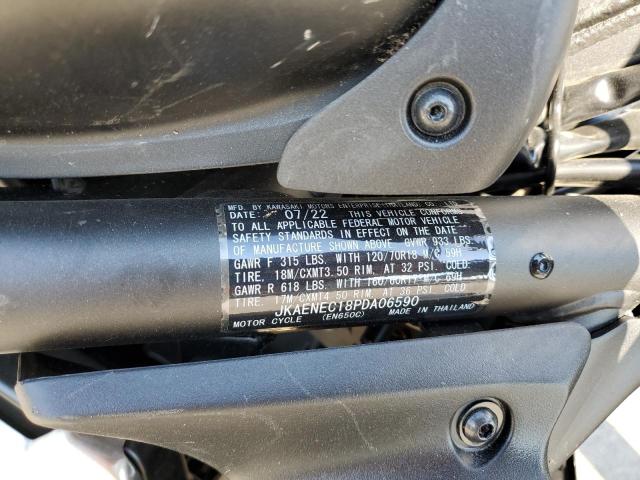 MFD. BY KAWASAKI MOTORS ENTERPRISE (THAILAND) CO., LTD.
DATE: 07/22 THIS VEHICLE CONFORMS
TO ALL APPLICABLE FEDERAL MOTOR VEHICLE
SAFETY STANDARDS IN EFFECT ON THE DATE
OF MANUFACTURE SHOWN ABOVE GVWR 933 LBS.
GAWR F 315 LBS. WITH 120/70R18 M/C 59H
TIRE. 18M/CXMT3.50 RIM. AT 32 PSI. COLD.
GAWR R 618 LBS. WITH 160/60R17 M/C 69H
TIRE. 17M/CXMT4.50 RIM. AT 36 PSI. COLD
JKAENEC18PDA06590
MOTOR CYCLE (EN650C) MADE IN THAILAND